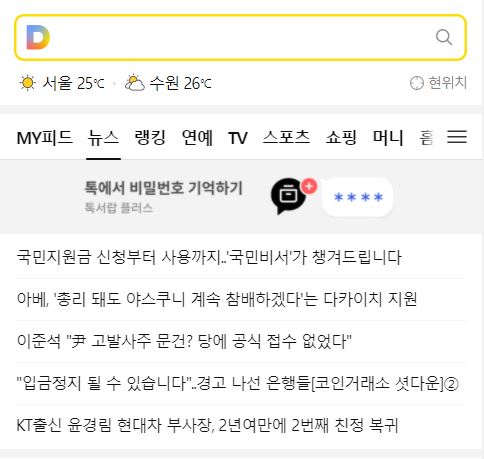 D
서울 25℃ 수원 26℃ 현위치
MY피드 뉴스 랭킹 연예 TV 스포츠 쇼핑 머니 홈
톡에서 비밀번호 기억하기
톡서랍 플러스
****
국민지원금 신청부터 사용까지..'국민비서'가 챙겨드립니다
아베, '총리 돼도 야스쿠니 계속 참배하겠다'는 다카이치 지원
이준석 "尹 고발사주 문건? 당에 공식 접수 없었다"
"입금정지 될 수 있습니다"..경고 나선 은행들[코인거래소 셧다운]②
KT출신 윤경림 현대차 부사장, 2년여만에 2번째 친정 복귀